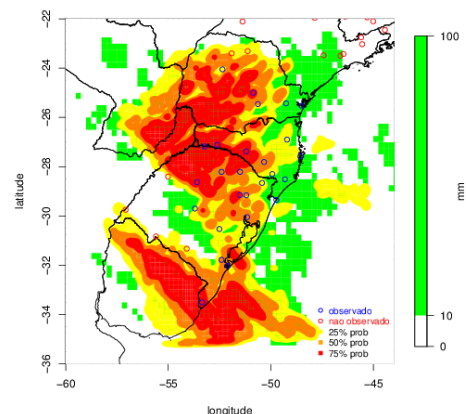 −22
−24
−26
−28
−30
−32
−34
−36
latitude
−60
−55
−50
−45
longitude
observado
nao observado
25% prob
50% prob
75% prob
100
10
0
mm